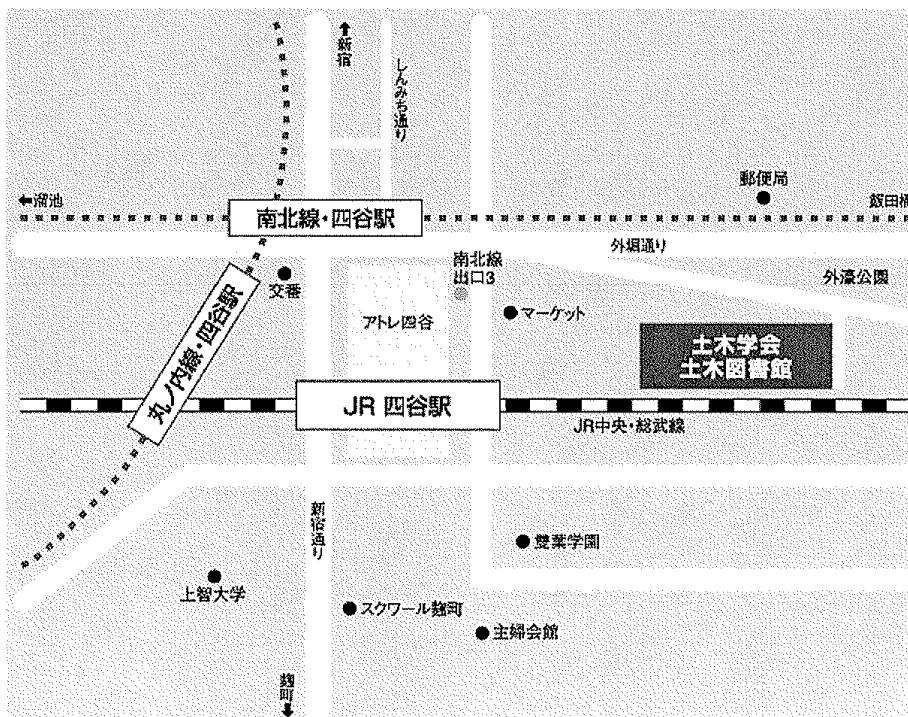 ↑新宿
しんみち通り
←溜池
郵便局
南北線・四谷駅
飯田橋
外堀通り
南北線
出口3
外濠公園
交番
丸ノ内線・四谷駅
アトレ四谷
マーケット
土木学会
土木図書館
JR 四谷駅
JR中央・総武線
新宿通り
雙葉学園
上智大学
スクワール麹町
主婦会館
麹町↓